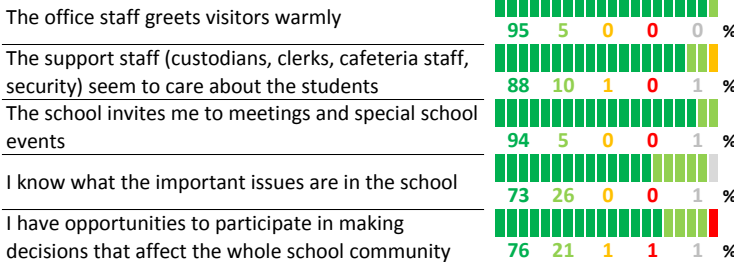 The office staff greets visitors warmly
95 5 0 0 0 %
The support staff (custodians, clerks, cafeteria staff,
security) seem to care about the students
88 10 1 0 1 %
The school invites me to meetings and special school
events
94 5 0 0 1 %
I know what the important issues are in the school
73 26 0 0 1 %
I have opportunities to participate in making
decisions that affect the whole school community
76 21 1 1 1 %